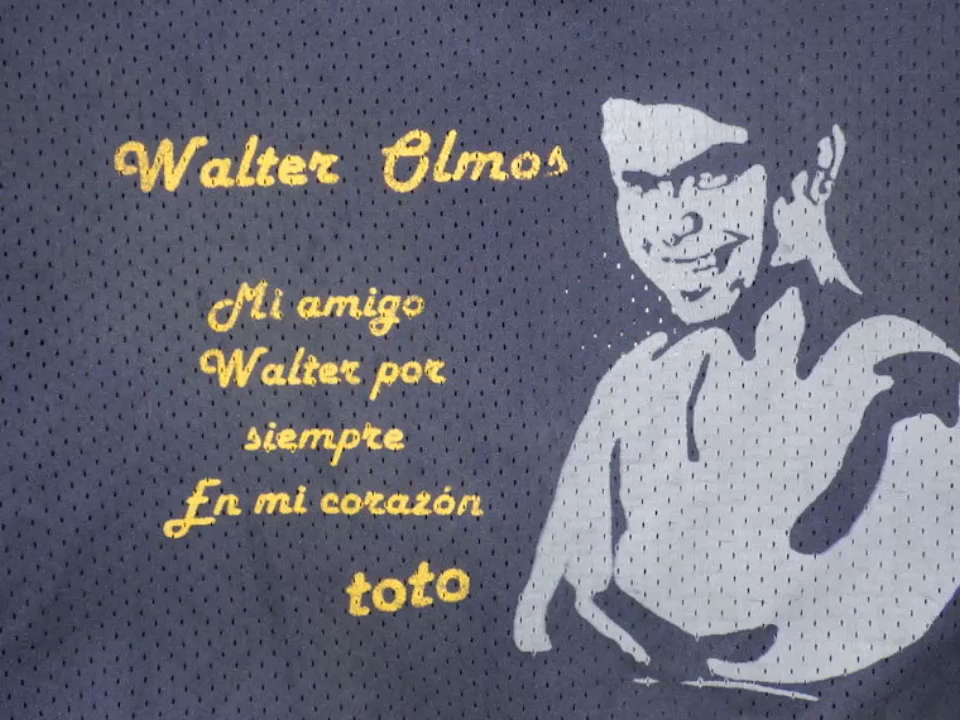 Walter Olmos
Mi amigo
Walter por
siempre
En mi corazón
toto